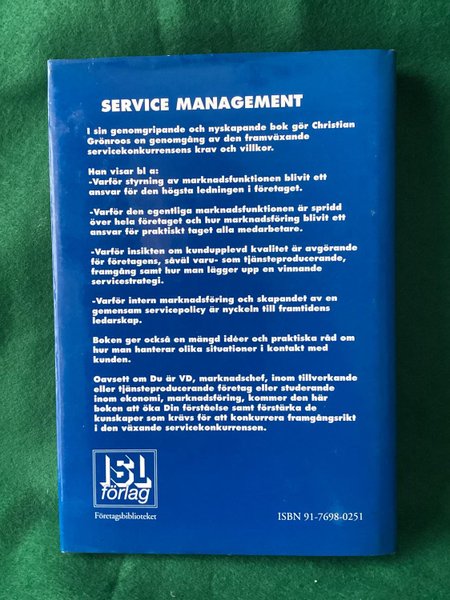 SERVICE MANAGEMENT
I sin genomgripande och nyskapande bok gör Christian
Grönroos en genomgång av den framväxande
servicekonkurrensens krav och villkor.
Han visar bl a:
-Varför styrning av marknadsfunktionen blivit ett
ansvar för den högsta ledningen i företaget.
-Varför den egentliga marknadsfunktionen är spridd
över hela företaget och hur marknadsföring blivit ett
ansvar för praktiskt taget alla medarbetare.
-Varför insikten om kundupplevd kvalitet är avgörande
för företagens, såväl varu- som tjänsteproducerande,
framgång samt hur man lägger upp en vinnande
servicestrategi.
-Varför intern marknadsföring och skapandet av en
gemensam servicepolicy är nyckeln till framtidens
ledarskap.
Boken ger också en mängd idéer och praktiska råd om
hur man hanterar olika situationer i kontakt med
kunden.
Oavsett om Du är VD, marknadschef, inom tillverkande
eller tjänsteproducerande företag eller studerande
inom ekonomi, marknadsföring, kommer den här
boken att öka Din förståelse samt förstärka de
kunskaper som krävs för att konkurrera framgångsrikt
i den växande servicekonkurrensen.
ISL
förlag
Företagsbiblioteket
ISBN 91-7698-0251